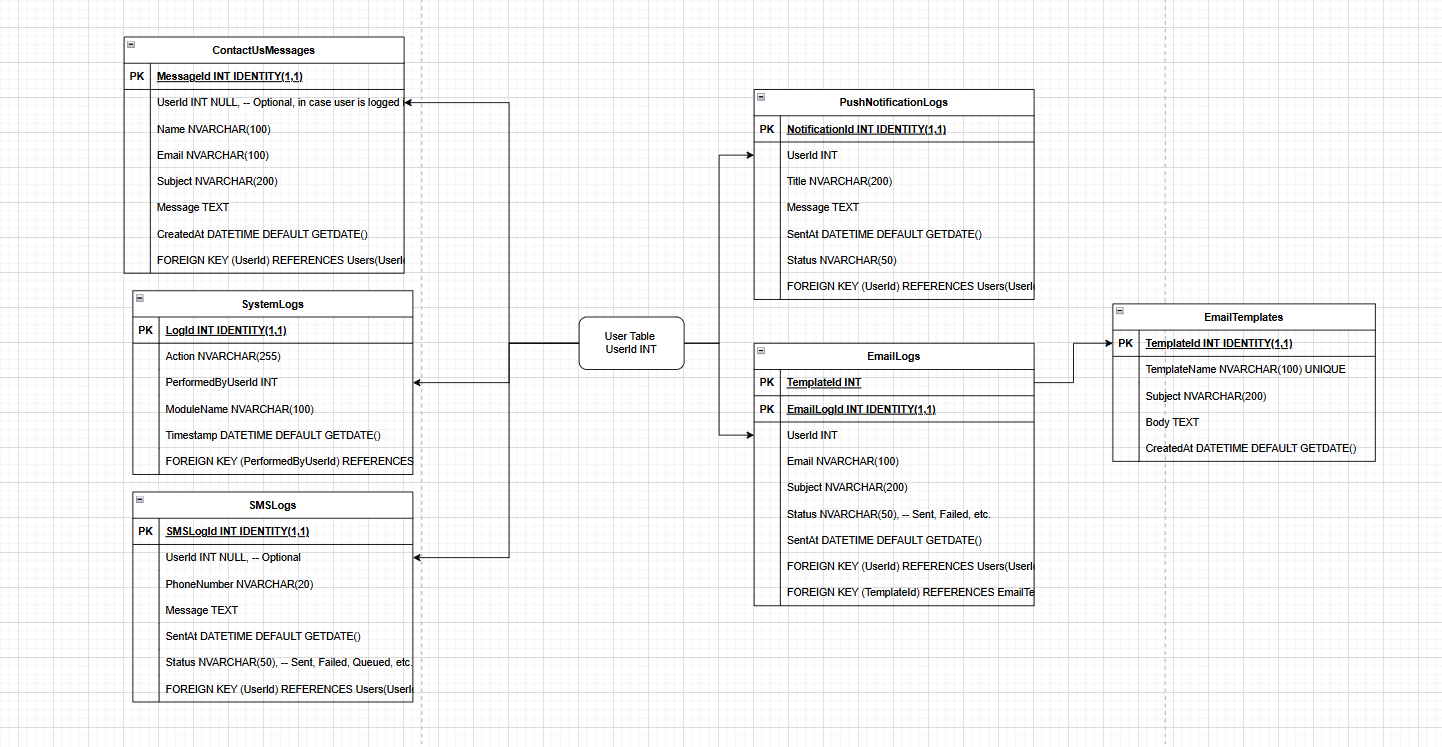 ContactUsMessages
PK MessageId INT IDENTITY(1,1)
UserId INT NULL, -- Optional, in case user is logged
Name NVARCHAR(100)
Email NVARCHAR(100)
Subject NVARCHAR(200)
Message TEXT
CreatedAt DATETIME DEFAULT GETDATE()
FOREIGN KEY (UserId) REFERENCES Users(UserId
SystemLogs
PK LogId INT IDENTITY(1,1)
Action NVARCHAR(255)
PerformedByUserId INT
ModuleName NVARCHAR(100)
Timestamp DATETIME DEFAULT GETDATE()
FOREIGN KEY (PerformedByUserId) REFERENCES
SMSLogs
PK SMSLogId INT IDENTITY(1,1)
UserId INT NULL, -- Optional
PhoneNumber NVARCHAR(20)
Message TEXT
SentAt DATETIME DEFAULT GETDATE()
Status NVARCHAR(50), -- Sent, Failed, Queued, etc.
FOREIGN KEY (UserId) REFERENCES Users(UserId
User Table
UserId INT
PushNotificationLogs
PK NotificationId INT IDENTITY(1,1)
UserId INT
Title NVARCHAR(200)
Message TEXT
SentAt DATETIME DEFAULT GETDATE()
Status NVARCHAR(50)
FOREIGN KEY (UserId) REFERENCES Users(UserId
EmailLogs
PK TemplateId INT
PK EmailLogId INT IDENTITY(1,1)
UserId INT
Email NVARCHAR(100)
Subject NVARCHAR(200)
Status NVARCHAR(50), -- Sent, Failed, etc.
SentAt DATETIME DEFAULT GETDATE()
FOREIGN KEY (UserId) REFERENCES Users(UserId
FOREIGN KEY (TemplateId) REFERENCES EmailTe
EmailTemplates
PK TemplateId INT IDENTITY(1,1)
TemplateName NVARCHAR(100) UNIQUE
Subject NVARCHAR(200)
Body TEXT
CreatedAt DATETIME DEFAULT GETDATE()